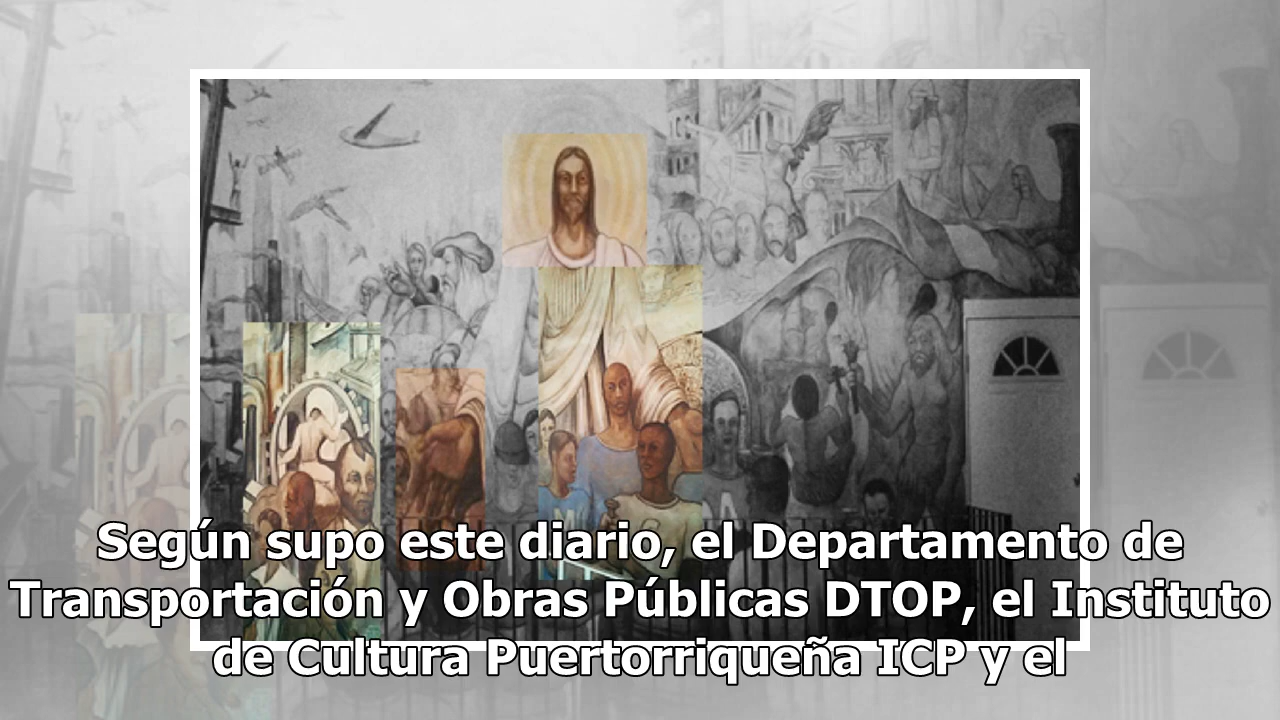 Según supo este diario, el Departamento de
Transportación y Obras Públicas DTOP, el Instituto
de Cultura Puertorriqueña ICP y el